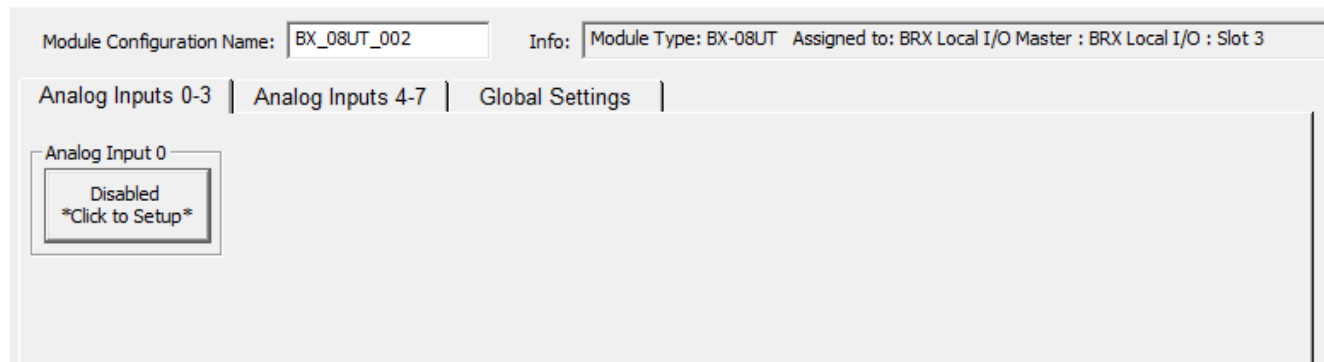 Module Configuration Name: BX_08UT_002 Info: Module Type: BX-08UT Assigned to: BRX Local I/O Master : BRX Local I/O : Slot 3
Analog Inputs 0-3 Analog Inputs 4-7 Global Settings
Analog Input 0
Disabled
*Click to Setup*